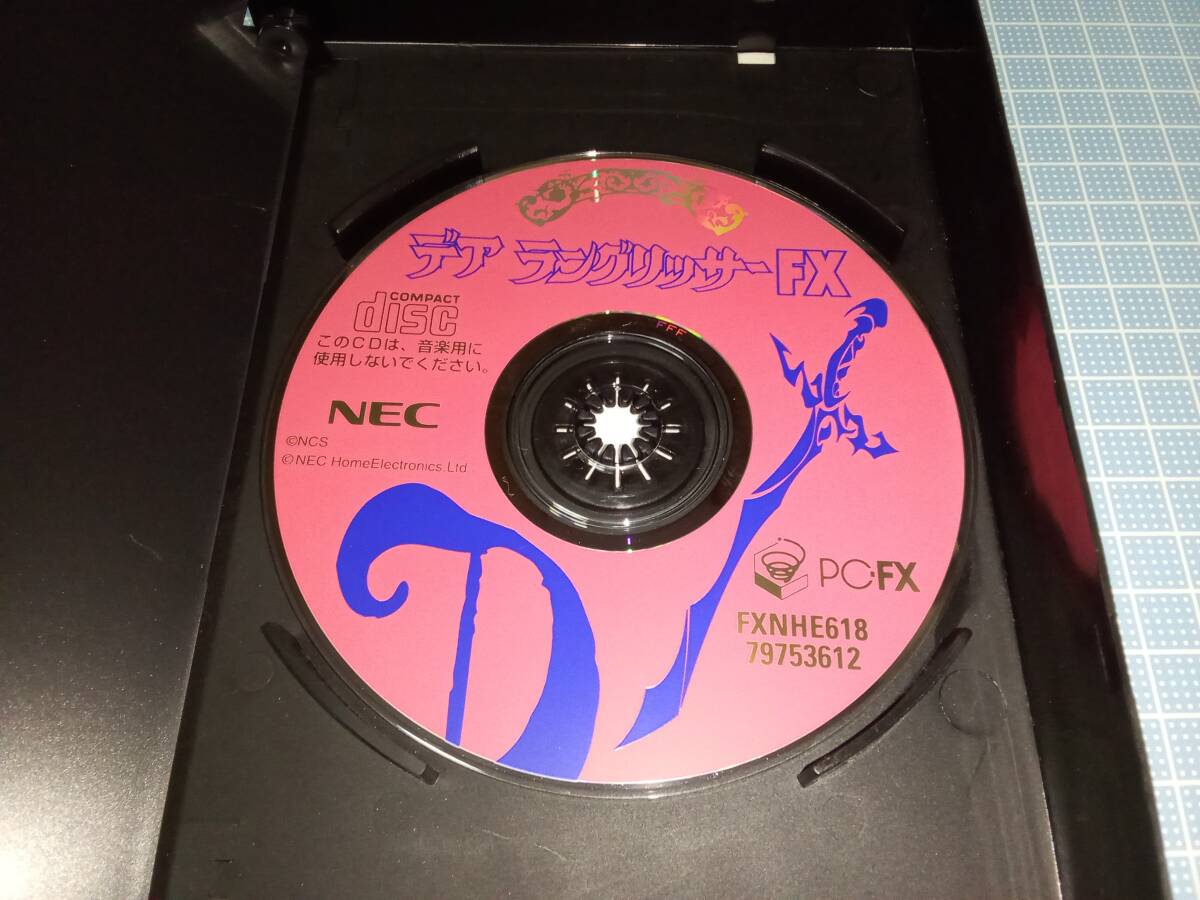 デア ラングリッサーFX
COMPACT
disc
このCDは、音楽用に
使用しないでください。
NEC
©NCS
©NEC HomeElectronics.Ltd
FFF
PC-FX
FXNHE618
79753612